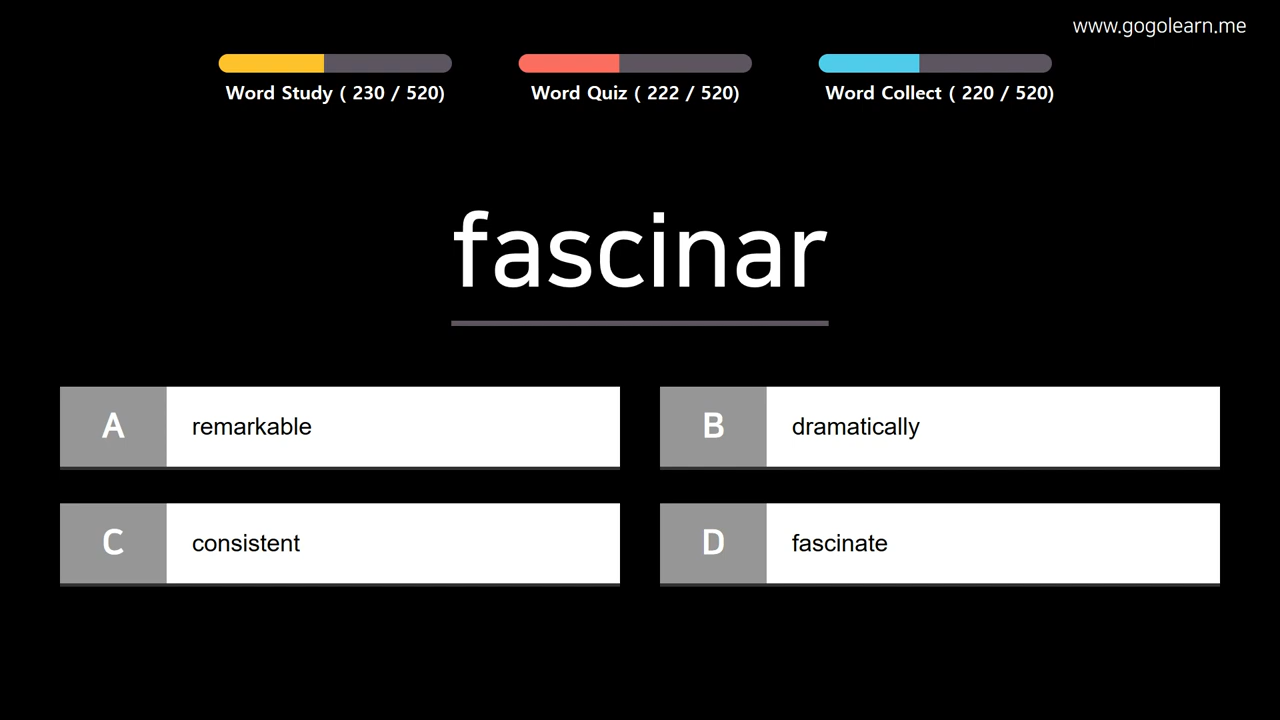 www.gogolearn.me
Word Study ( 230 / 520)
Word Quiz ( 222 / 520)
Word Collect ( 220 / 520)
fascinar
A remarkable
B dramatically
C consistent
D fascinate